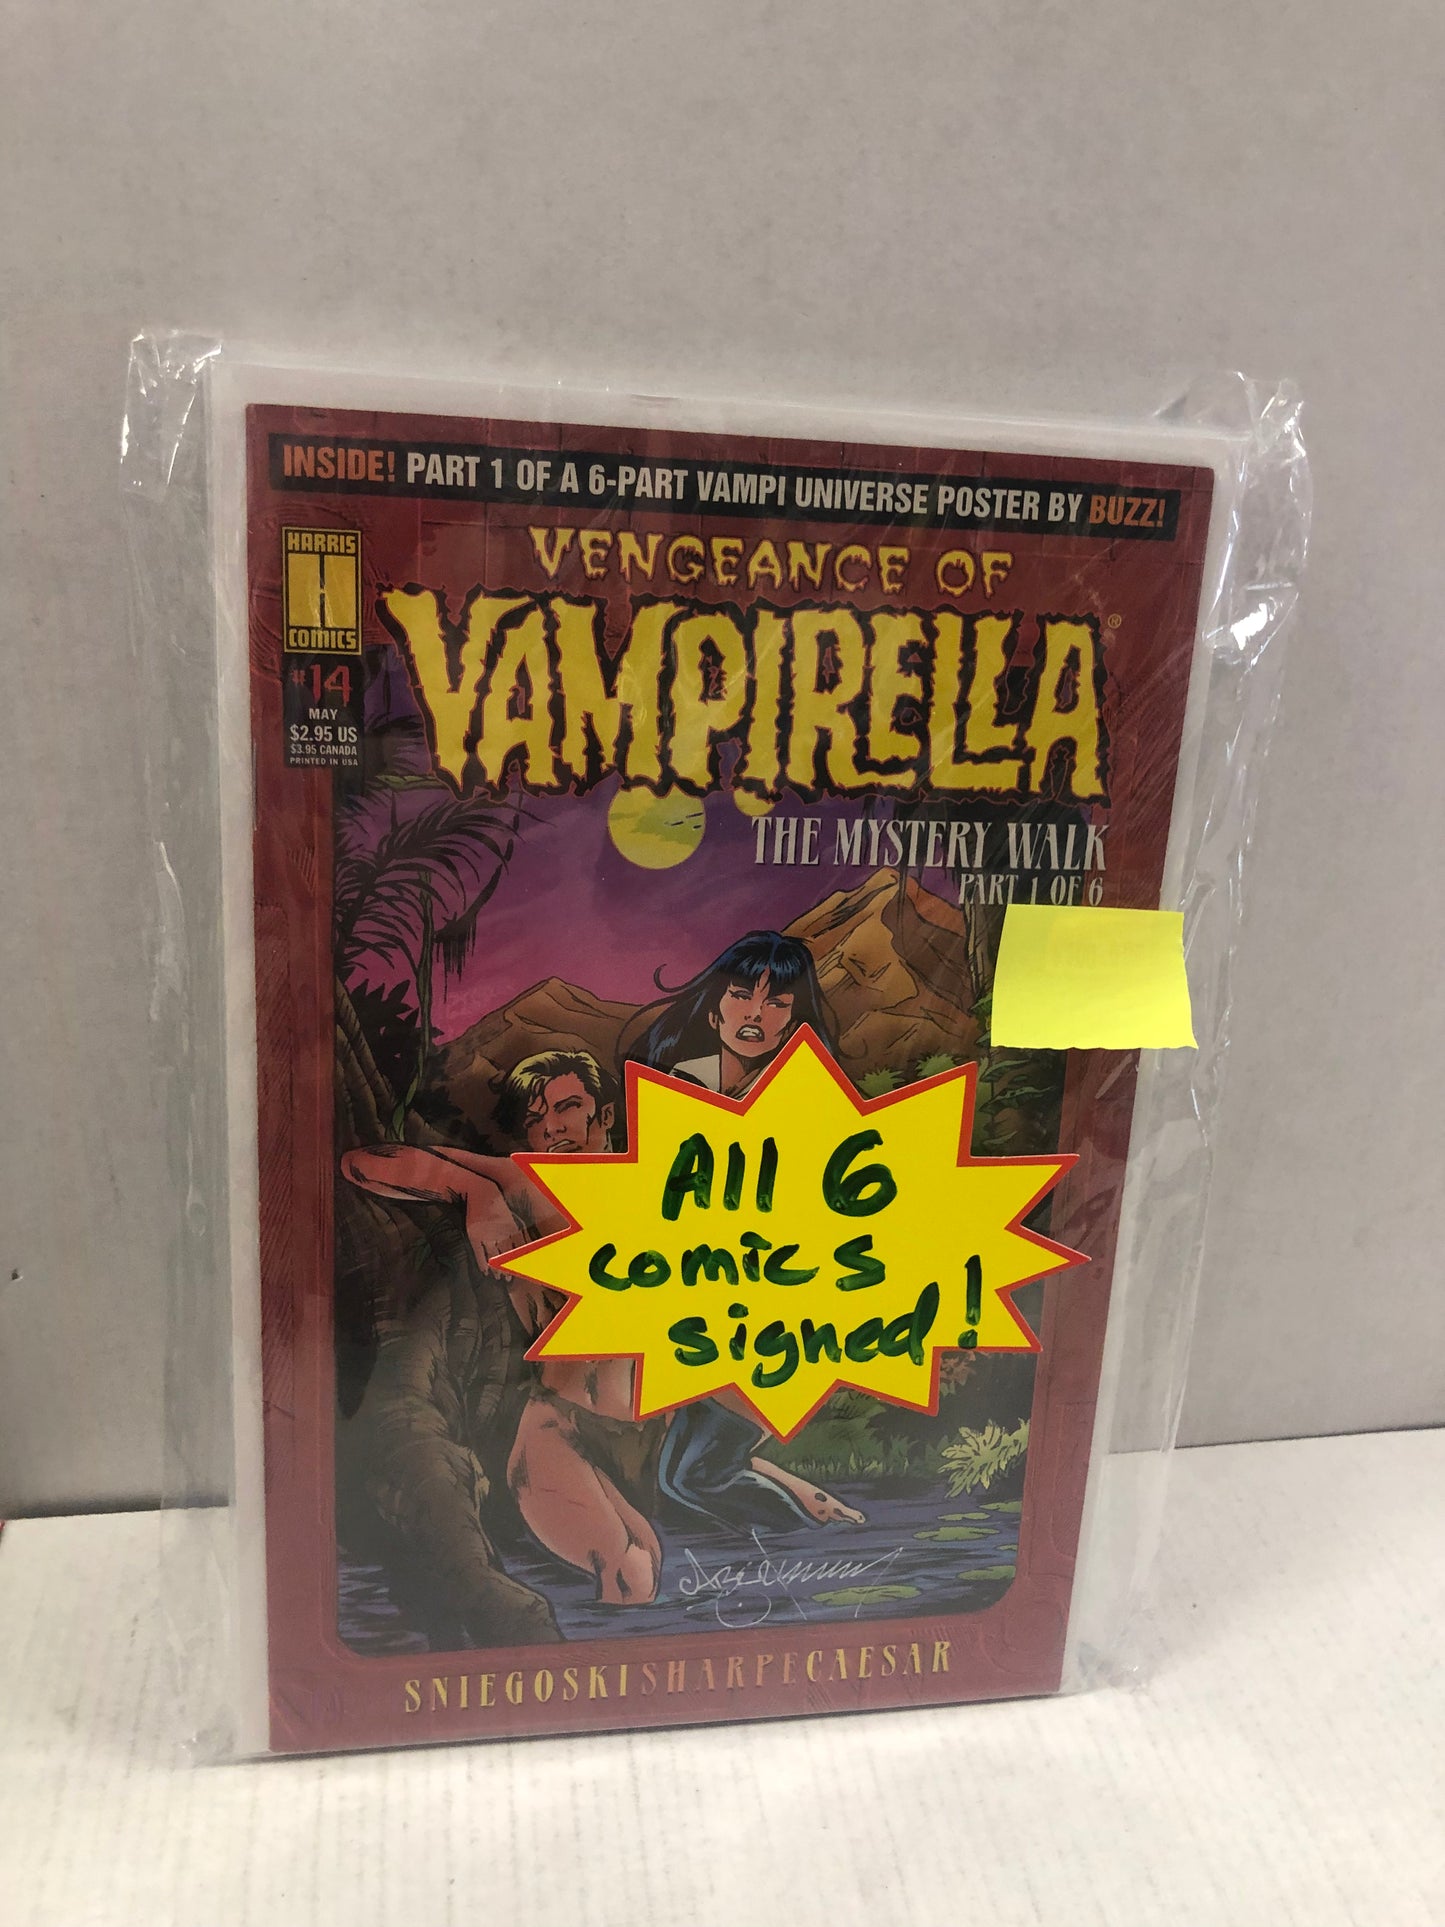 INSIDE! PART 1 OF A 6-PART VAMPI UNIVERSE POSTER BY BUZZ!
HARRIS
H
COMICS
#14
MAY
$2.95 US
$3.95 CANADA
PRINTED IN USA
VENGEANCE OF
VAMPIRELLA®
THE MYSTERY WALK
PART 1 OF 6
All 6
comics
signed!
SNIEGOSKISHARPECAESAR